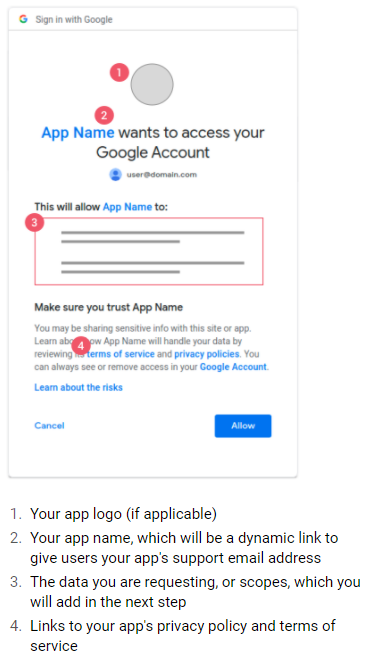 Sign in with Google
1
2
App Name wants to access your
Google Account
user@domain.com
This will allow App Name to:
3
Make sure you trust App Name
You may be sharing sensitive info with this site or app.
Learn about how App Name will handle your data by
4
reviewing its terms of service and privacy policies. You
can always see or remove access in your Google Account.
Learn about the risks
Cancel
Allow
1. Your app logo (if applicable)
2. Your app name, which will be a dynamic link to
give users your app's support email address
3. The data you are requesting, or scopes, which you
will add in the next step
4. Links to your app's privacy policy and terms of
service